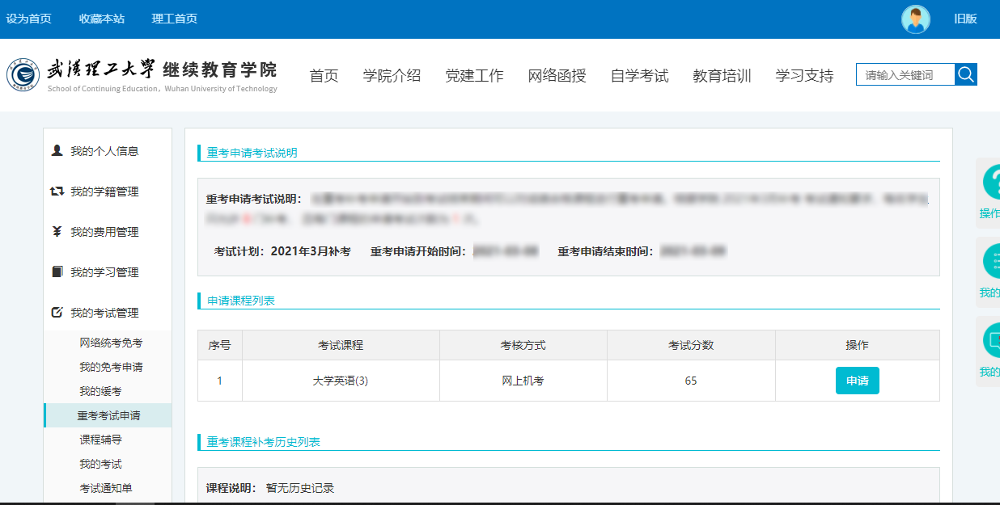 设为首页 收藏本站 理工首页 旧版
武汉理工大学 继续教育学院
School of Continuing Education, Wuhan University of Technology
首页 学院介绍 党建工作 网络函授 自学考试 教育培训 学习支持 请输入关键词
我的个人信息
我的学籍管理
我的费用管理
我的学习管理
我的考试管理
网络统考免考
我的免考申请
我的缓考
重考考试申请
课程辅导
我的考试
考试通知单
重考申请考试说明
重考申请考试说明：
考试计划：2021年3月补考 重考申请开始时间： 重考申请结束时间：
申请课程列表
序号 考试课程 考核方式 考试分数 操作
1 大学英语(3) 网上机考 65 申请
重考课程补考历史列表
课程说明： 暂无历史记录
操作
我的
我的